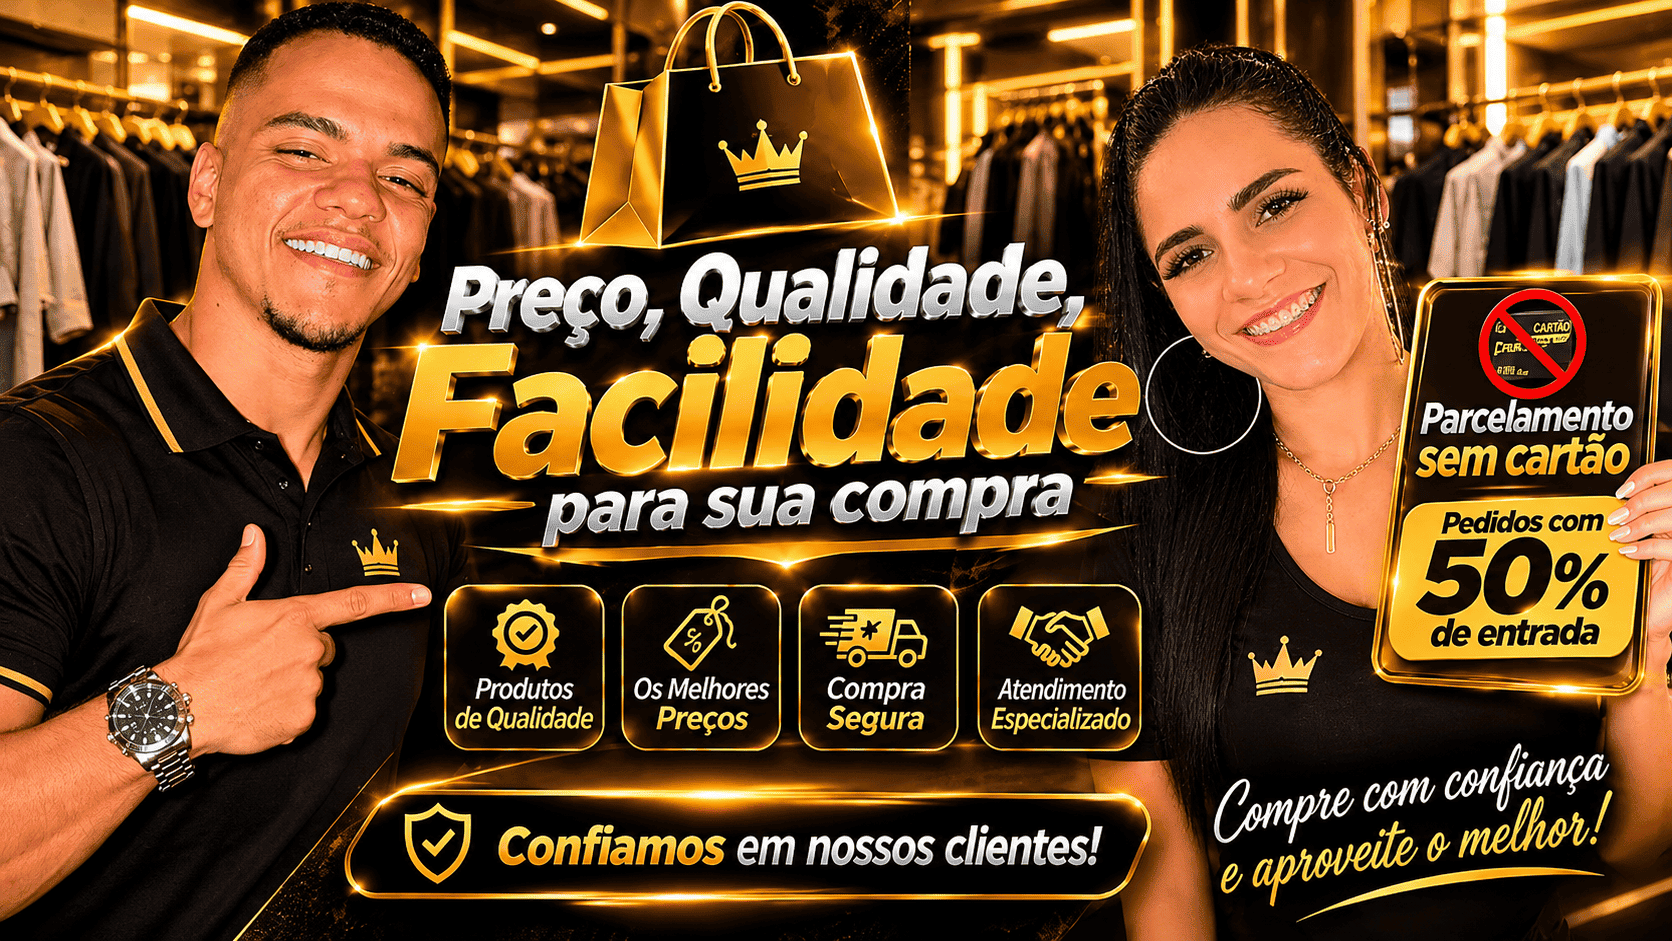 Preço, Qualidade,
Facilidade
para sua compra
Produtos
de Qualidade
Os Melhores
Preços
Compra
Segura
Atendimento
Especializado
Confiamos em nossos clientes!
CARTÃO
Parcelamento
sem cartão
Pedidos com
50%
de entrada
Compre com confiança
e aproveite o melhor!